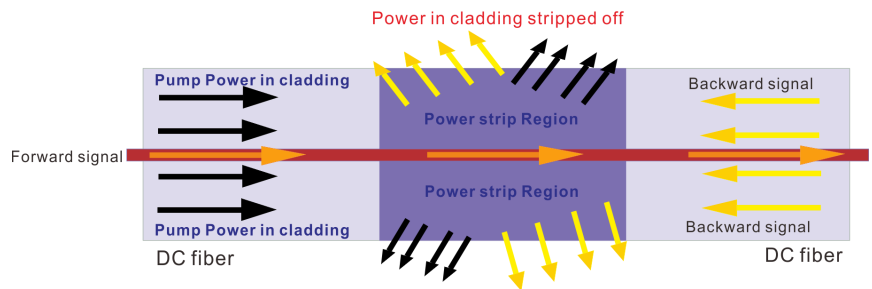 Power in cladding stripped off
Pump Power in cladding
Backward signal
Power strip Region
Forward signal
Power strip Region
Pump Power in cladding
Backward signal
DC fiber
DC fiber